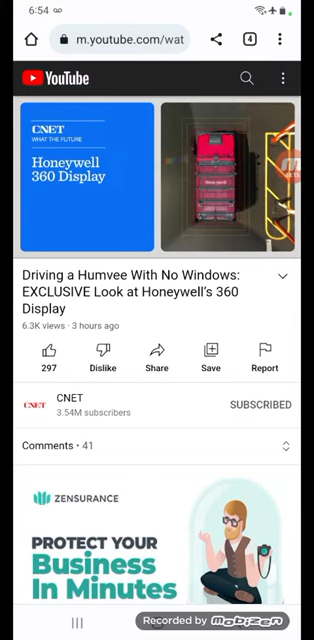 6:54
m.youtube.com/wat
4
YouTube
CNET
WHAT THE FUTURE
Honeywell
360 Display
Honeywell
Driving a Humvee With No Windows:
EXCLUSIVE Look at Honeywell's 360
Display
6.3K views · 3 hours ago
297
Dislike
Share
Save
Report
CNET
CNET
3.54M subscribers
SUBSCRIBED
Comments • 41
ZENSURANCE
PROTECT YOUR
Business
In Minutes
Recorded by mobizen